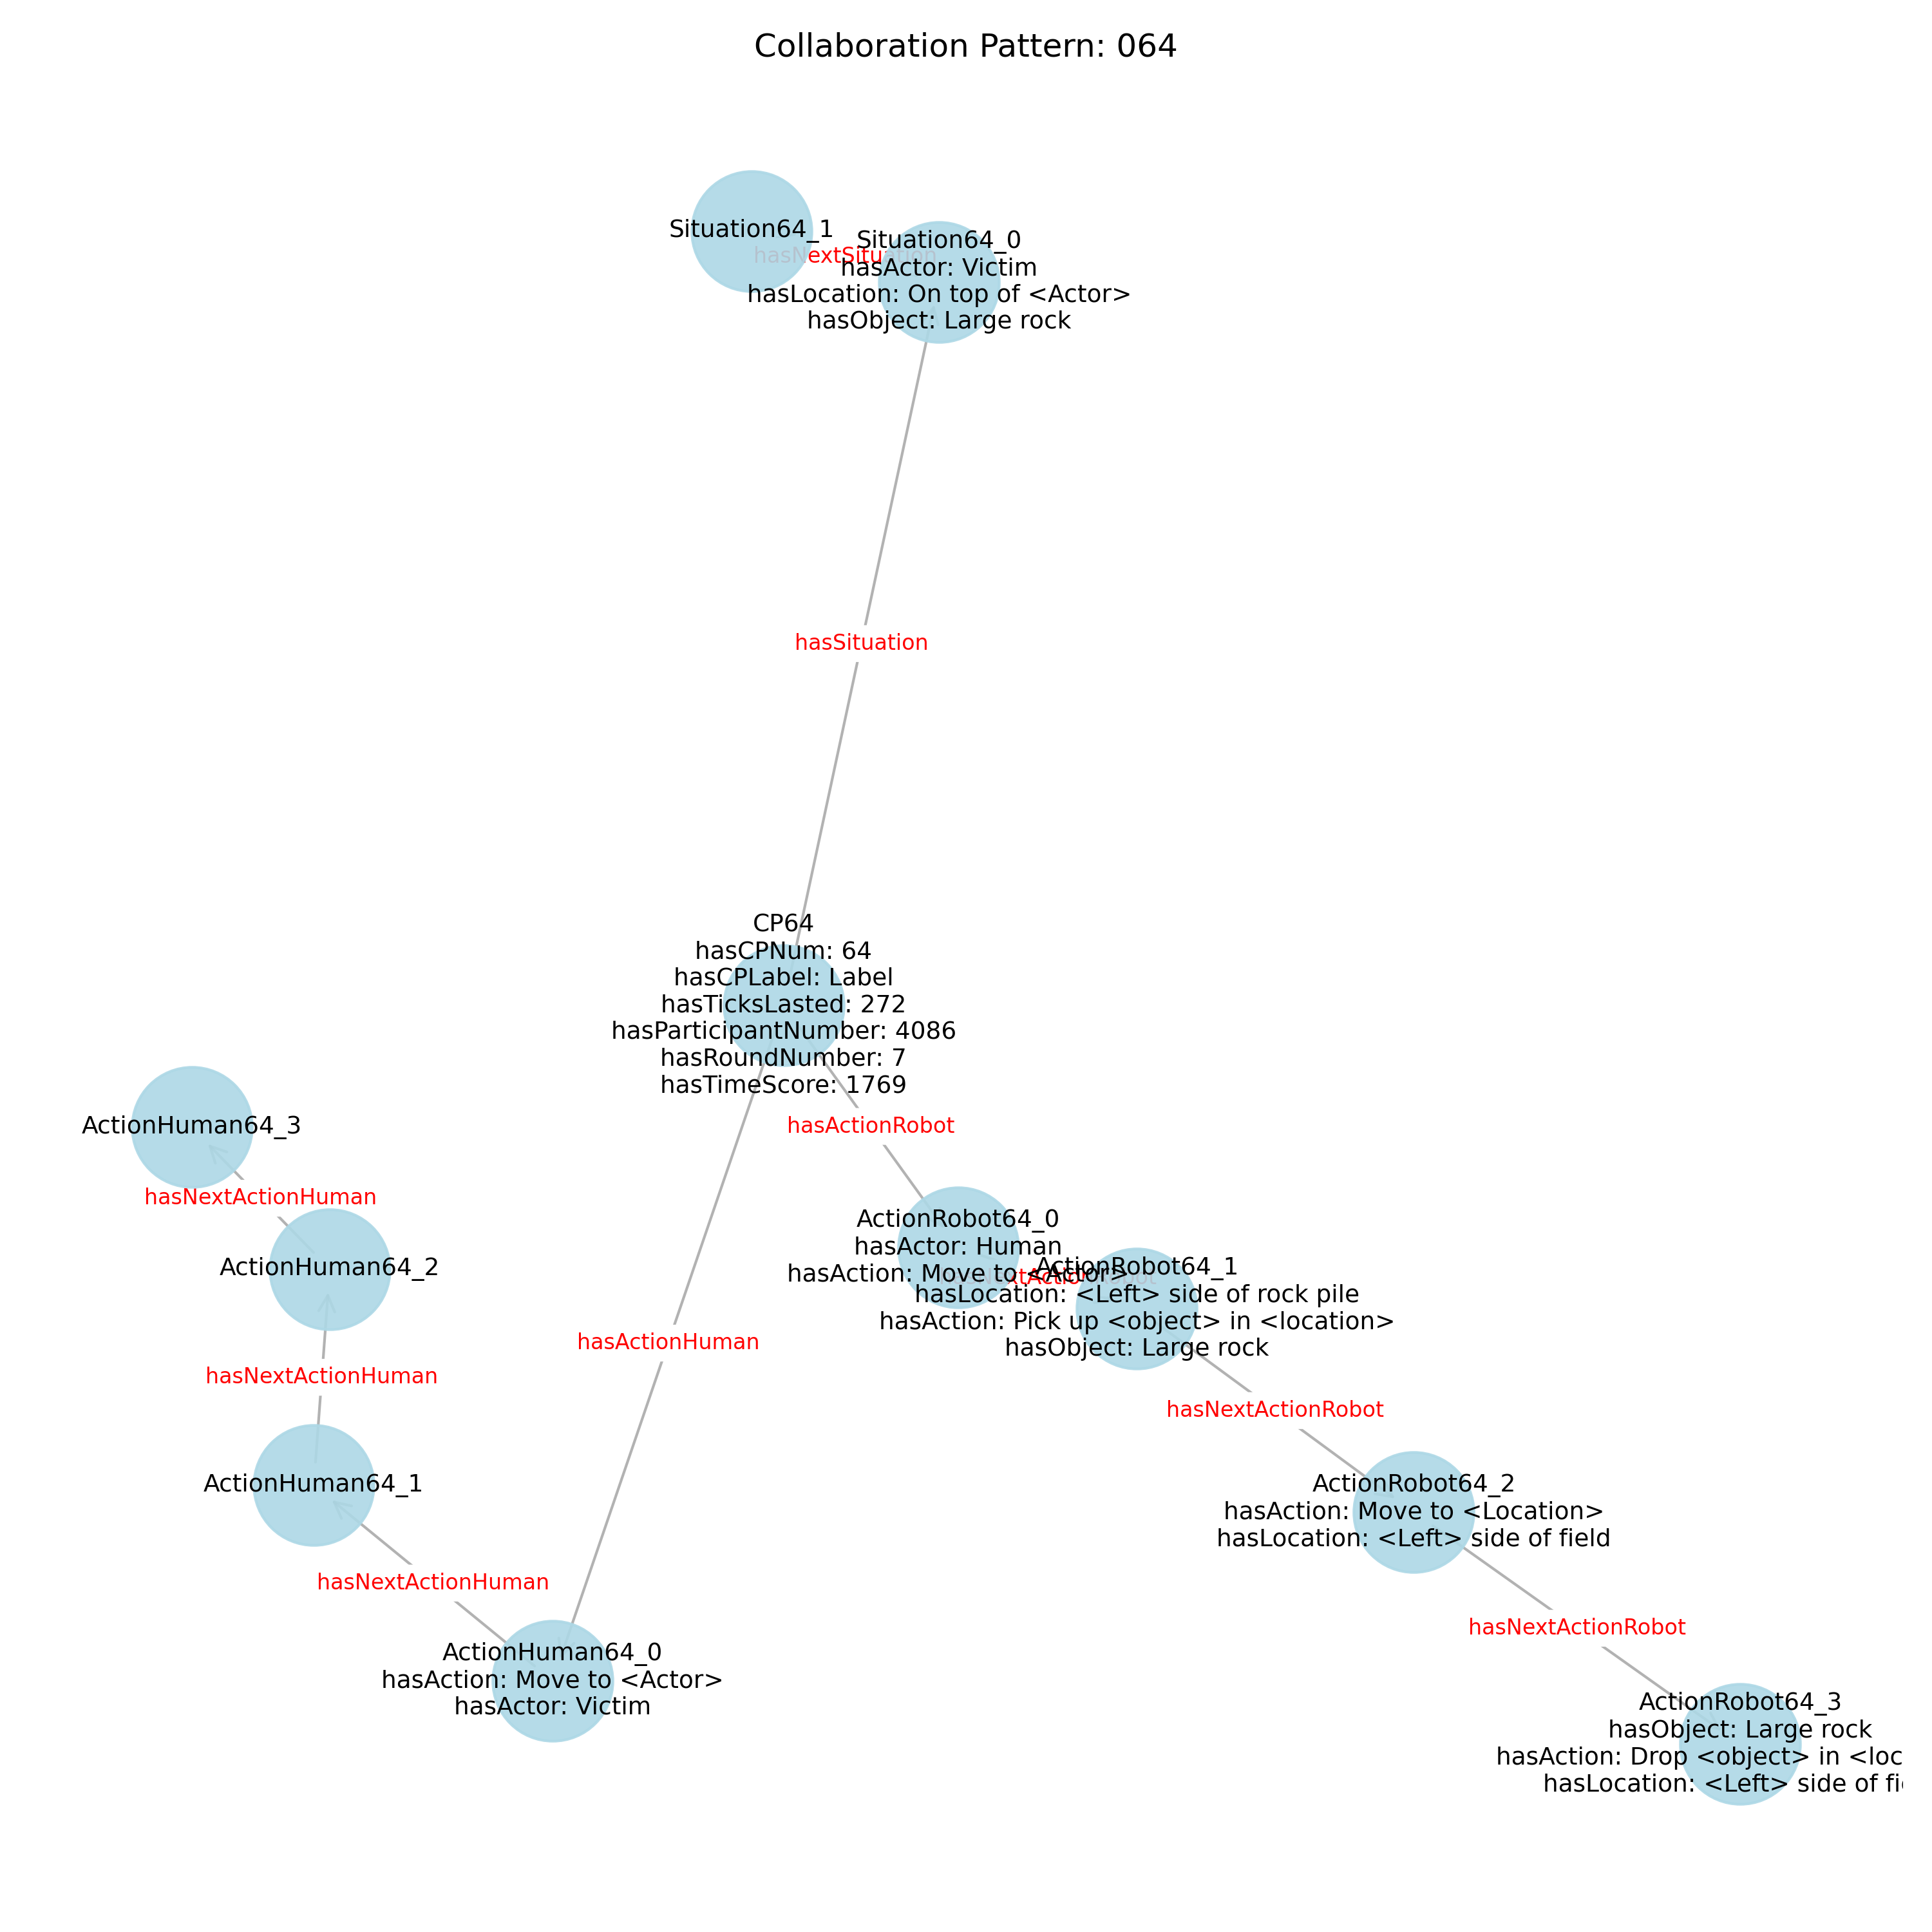 Collaboration Pattern: 064
Situation64_1
hasNextSituation
Situation64_0
hasActor: Victim
hasLocation: On top of <Actor>
hasObject: Large rock
hasSituation
CP64
hasCPNum: 64
hasCPLabel: Label
hasTicksLasted: 272
hasParticipantNumber: 4086
hasRoundNumber: 7
hasTimeScore: 1769
hasActionRobot
hasActionHuman
ActionHuman64_3
hasNextActionHuman
ActionHuman64_2
hasNextActionHuman
ActionHuman64_1
hasNextActionHuman
ActionHuman64_0
hasAction: Move to <Actor>
hasActor: Victim
ActionRobot64_0
hasActor: Human
hasAction: Move to <Actor>
hasNextActionRobot
ActionRobot64_1
hasLocation: <Left> side of rock pile
hasAction: Pick up <object> in <location>
hasObject: Large rock
hasNextActionRobot
ActionRobot64_2
hasAction: Move to <Location>
hasLocation: <Left> side of field
hasNextActionRobot
ActionRobot64_3
hasObject: Large rock
hasAction: Drop <object> in <loc
hasLocation: <Left> side of fi